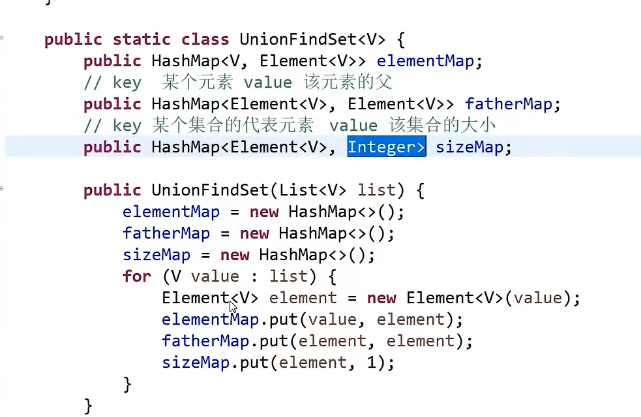 }
public static class UnionFindSet<V> {
public HashMap<V, Element<V>> elementMap;
// key 某个元素 value 该元素的父
public HashMap<Element<V>, Element<V>> fatherMap;
// key 某个集合的代表元素 value 该集合的大小
public HashMap<Element<V>, Integer> sizeMap;
public UnionFindSet(List<V> list) {
elementMap = new HashMap<>();
fatherMap = new HashMap<>();
sizeMap = new HashMap<>();
for (V value : list) {
Element<V> element = new Element<V>(value);
elementMap.put(value, element);
fatherMap.put(element, element);
sizeMap.put(element, 1);
}
}